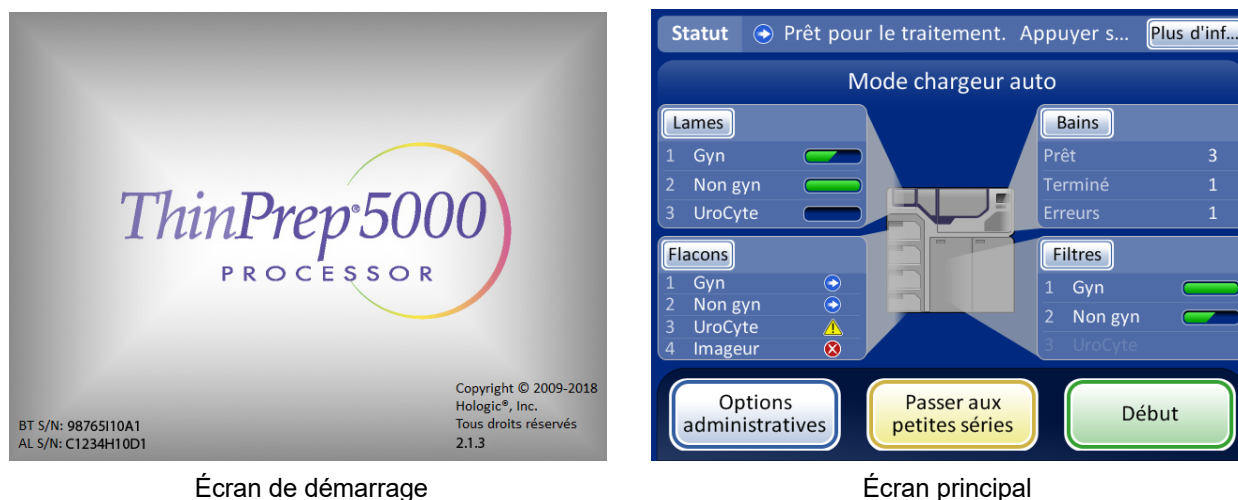 ThinPrep® 5000
PROCESSOR
Copyright © 2009-2018
Hologic®, Inc.
Tous droits réservés
2.1.3
BT S/N: 98765I10A1
AL S/N: C1234H10D1
Écran de démarrage
Statut Prêt pour le traitement. Appuyer s... Plus d'inf...
Mode chargeur auto
Lames
1 Gyn
2 Non gyn
3 UroCyte
Bains
Prêt 3
Terminé 1
Erreurs 1
Flacons
1 Gyn
2 Non gyn
3 UroCyte
4 Imageur
Filtres
1 Gyn
2 Non gyn
3 UroCyte
Options
administratives
Passer aux
petites séries
Début
Écran principal